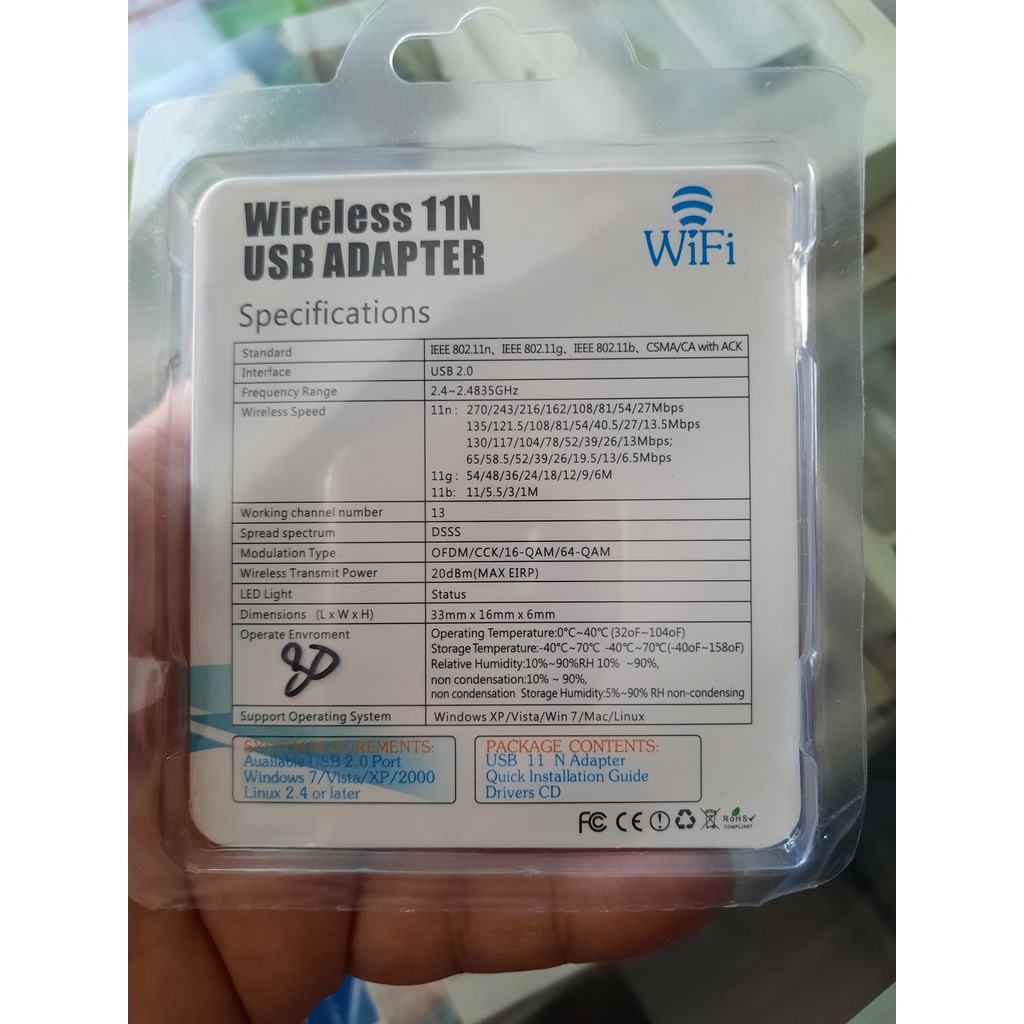 Wireless 11N
USB ADAPTER
WiFi
Specifications
Standard IEEE 802.11n、IEEE 802.11g、IEEE 802.11b、CSMA/CA with ACK
Interface USB 2.0
Frequency Range 2.4~2.4835GHz
Wireless Speed 11n : 270/243/216/162/108/81/54/27Mbps
135/121.5/108/81/54/40.5/27/13.5Mbps
130/117/104/78/52/39/26/13Mbps;
65/58.5/52/39/26/19.5/13/6.5Mbps
11g : 54/48/36/24/18/12/9/6M
11b: 11/5.5/3/1M
Working channel number 13
Spread spectrum DSSS
Modulation Type OFDM/CCK/16-QAM/64-QAM
Wireless Transmit Power 20dBm(MAX EIRP)
LED Light Status
Dimensions (L x W x H) 33mm x 16mm x 6mm
Operate Enviroment Operating Temperature:0°C~40℃ (32oF~104oF)
Storage Temperature:-40°C~70℃ -40℃~70℃(-40oF~158oF)
Relative Humidity:10%~90%RH 10% ~90%,
non condensation:10% ~ 90%,
non condensation Storage Humidity:5%~90% RH non-condensing
Support Operating System Windows XP/Vista/Win 7/Mac/Linux
SYSTEM REQUIREMENTS:
Auailable USB 2.0 Port
Windows 7/Vista/XP/2000
Linux 2.4 or later
PACKAGE CONTENTS:
USB 11 N Adapter
Quick Installation Guide
Drivers CD
FC CE RoHS
COMPLIANT